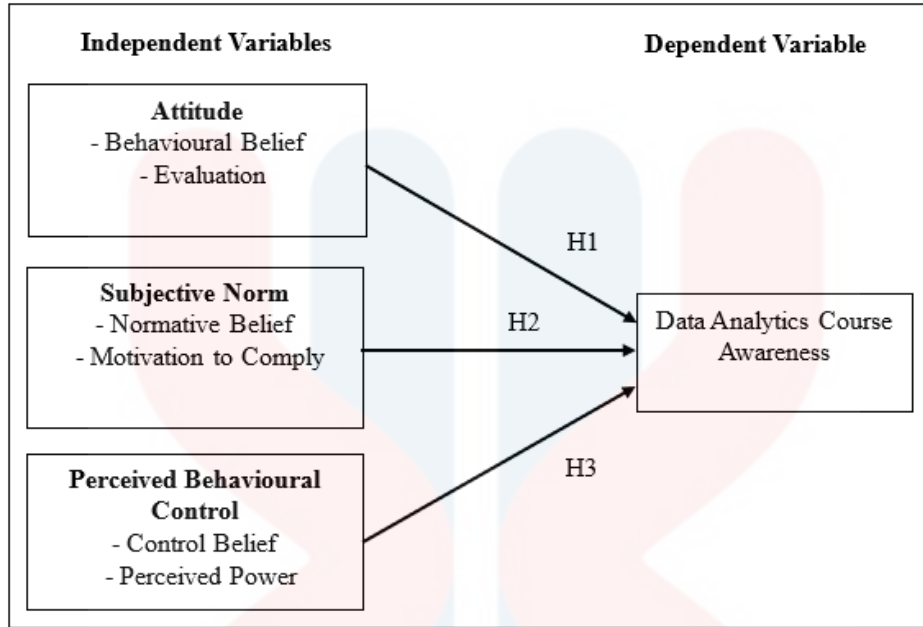 Independent Variables
Dependent Variable
Attitude
- Behavioural Belief
- Evaluation
H1
Subjective Norm
- Normative Belief
- Motivation to Comply
H2
Data Analytics Course
Awareness
Perceived Behavioural
Control
- Control Belief
- Perceived Power
H3